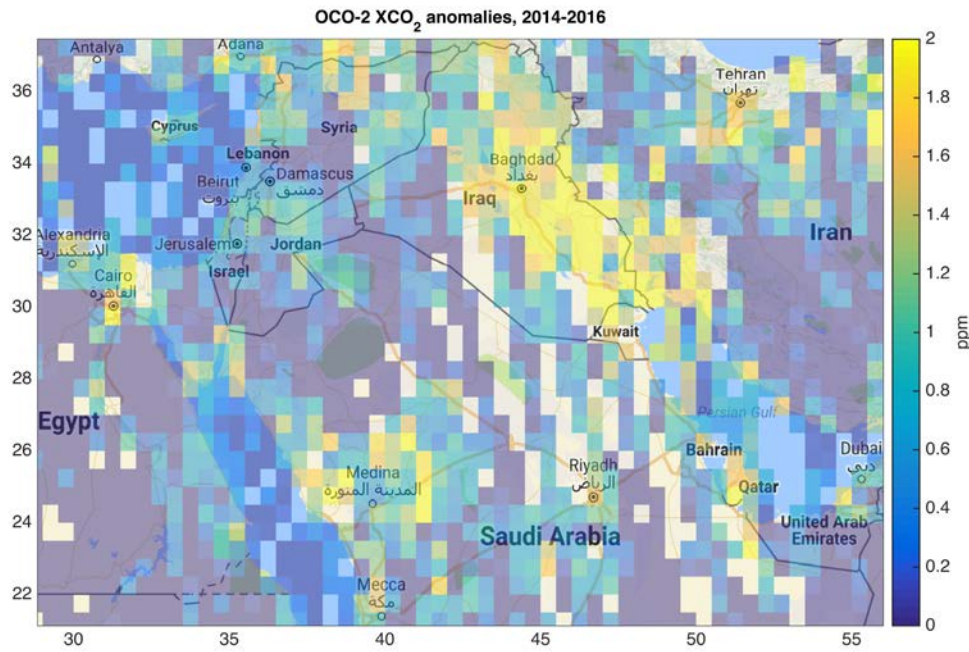 OCO-2 XCO2 anomalies, 2014-2016
Antalya
Adana
Tehran
تهران
Cyprus
Syria
Lebanon
Baghdad
بغداد
Beirut
بيروت
Damascus
دمشق
Iraq
Iran
Alexandria
الإسكندرية
Jerusalem
Jordan
Israel
Cairo
القاهرة
Kuwait
Egypt
Persian Gulf
Bahrain
Dubai
دبي
Medina
المدينة المنورة
Riyadh
الرياض
Qatar
Saudi Arabia
United Arab
Emirates
Mecca
مكة
36
34
32
30
28
26
24
22
30
35
40
45
50
55
2
1.8
1.6
1.4
1.2
1
0.8
0.6
0.4
0.2
0
ppm